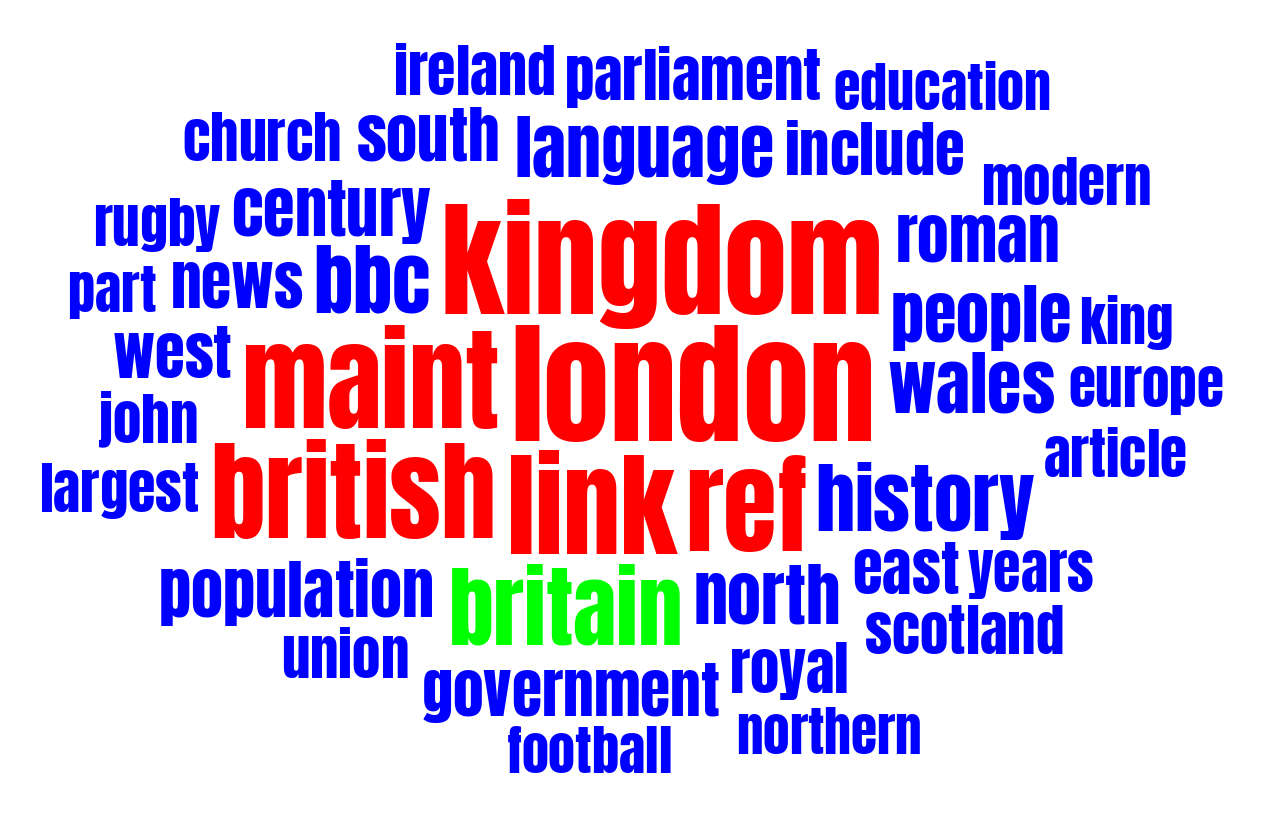 ireland parliament education
church south language include
modern
rugby century kingdom roman
part news bbc people king
west maint london wales europe
john
article
largest british link ref history
population britain north east years
union scotland
government royal
football northern